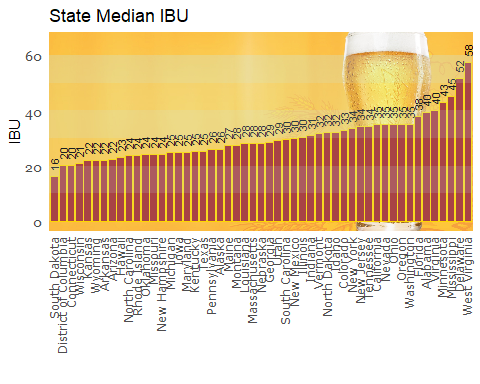 State Median IBU
IBU
60
40
20
0
16
20
20
21
22
22
22
22
23
24
24
24
24
24
25
25
25
25
25
26
26
27
28
28
28
28
29
29
30
30
30
31
32
32
32
33
34
34
34
35
35
35
35
35
38
40
40
43
45
52
58
South Dakota
District of Columbia
Connecticut
Wisconsin
Kansas
Wyoming
Arkansas
Arizona
Hawaii
North Carolina
Rhode Island
Oklahoma
Missouri
New Hampshire
Michigan
Iowa
Maryland
Kentucky
Texas
Pennsylvania
Alaska
Maine
Montana
Louisiana
Massachusetts
Nebraska
Georgia
Utah
South Carolina
New Mexico
Illinois
Indiana
Vermont
North Dakota
Idaho
Colorado
New York
New Jersey
Tennessee
California
Nevada
Ohio
Oregon
Washington
Florida
Alabama
Virginia
Minnesota
Mississippi
Delaware
West Virginia